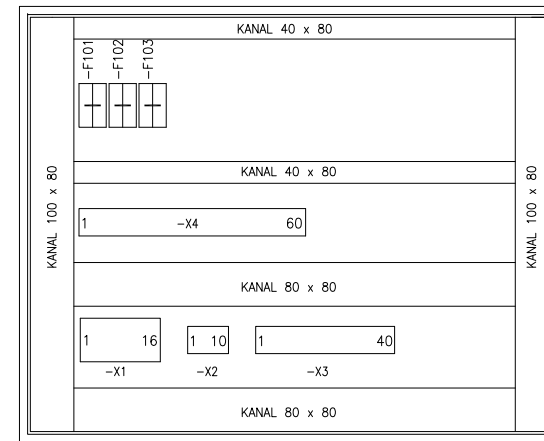 KANAL 40 x 80
-F101
-F102
-F103
KANAL 100 x 80
KANAL 100 x 80
KANAL 40 x 80
1 -X4 60
KANAL 80 x 80
1 16
1 10
1 40
-X1
-X2
-X3
KANAL 80 x 80